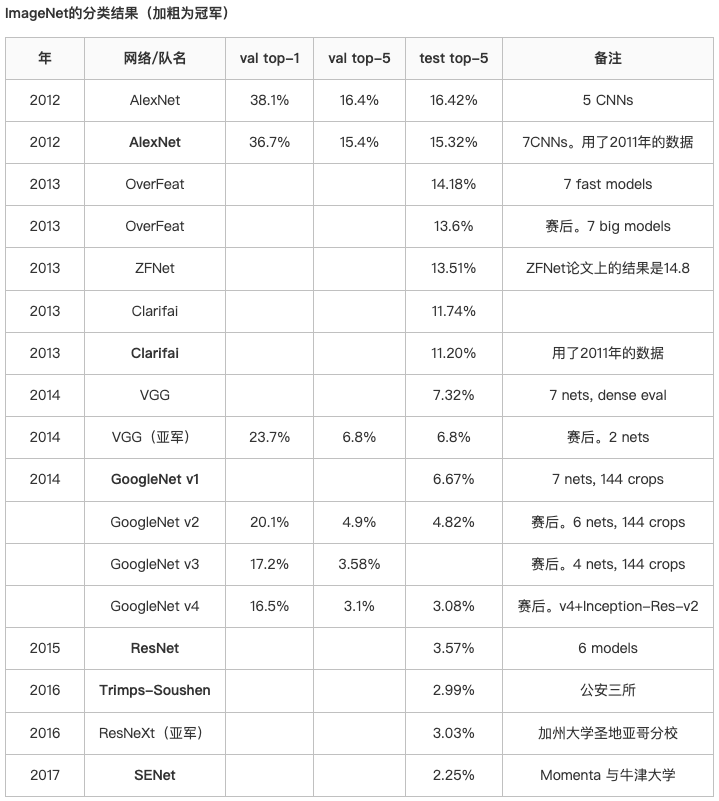 ImageNet的分类结果（加粗为冠军）
年 网络/队名 val top-1 val top-5 test top-5 备注
2012 AlexNet 38.1% 16.4% 16.42% 5 CNNs
2012 AlexNet 36.7% 15.4% 15.32% 7CNNs。用了2011年的数据
2013 OverFeat 14.18% 7 fast models
2013 OverFeat 13.6% 赛后。7 big models
2013 ZFNet 13.51% ZFNet论文上的结果是14.8
2013 Clarifai 11.74%
2013 Clarifai 11.20% 用了2011年的数据
2014 VGG 7.32% 7 nets, dense eval
2014 VGG（亚军） 23.7% 6.8% 6.8% 赛后。2 nets
2014 GoogleNet v1 6.67% 7 nets, 144 crops
GoogleNet v2 20.1% 4.9% 4.82% 赛后。6 nets, 144 crops
GoogleNet v3 17.2% 3.58% 赛后。4 nets, 144 crops
GoogleNet v4 16.5% 3.1% 3.08% 赛后。v4+Inception-Res-v2
2015 ResNet 3.57% 6 models
2016 Trimps-Soushen 2.99% 公安三所
2016 ResNeXt（亚军） 3.03% 加州大学圣地亚哥分校
2017 SENet 2.25% Momenta 与牛津大学